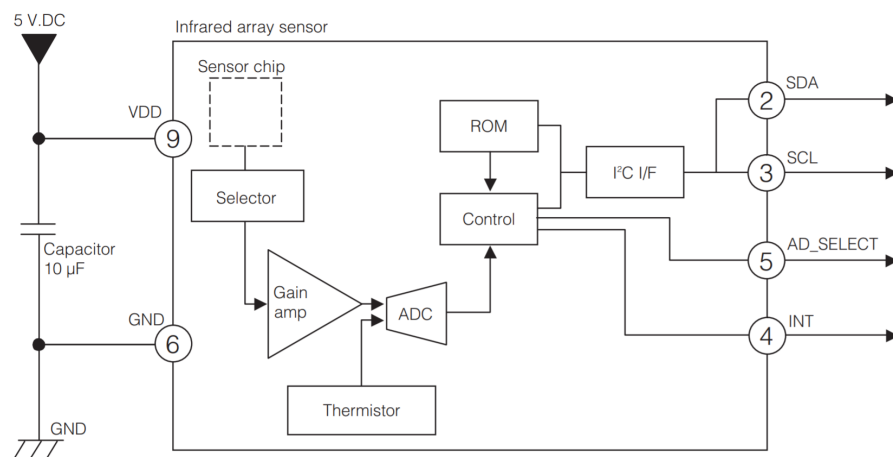 5 V.DC
Infrared array sensor
Sensor chip
VDD
9
Selector
Capacitor
10 µF
GND
6
GND
Gain
amp
ADC
Thermistor
ROM
Control
I²C I/F
2
SDA
3
SCL
5
AD_SELECT
4
INT